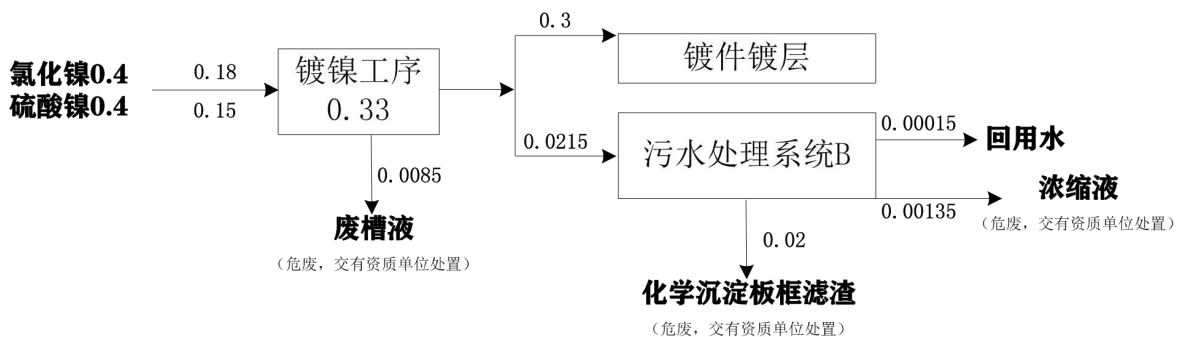 氯化镍0.4
硫酸镍0.4
0.18
0.15
镀镍工序
0.33
0.0085
废槽液
（危废，交有资质单位处置）
0.3
镀件镀层
0.0215
污水处理系统B
0.00015
回用水
0.00135
浓缩液
（危废，交有资质单位处置）
0.02
化学沉淀板框滤渣
（危废，交有资质单位处置）